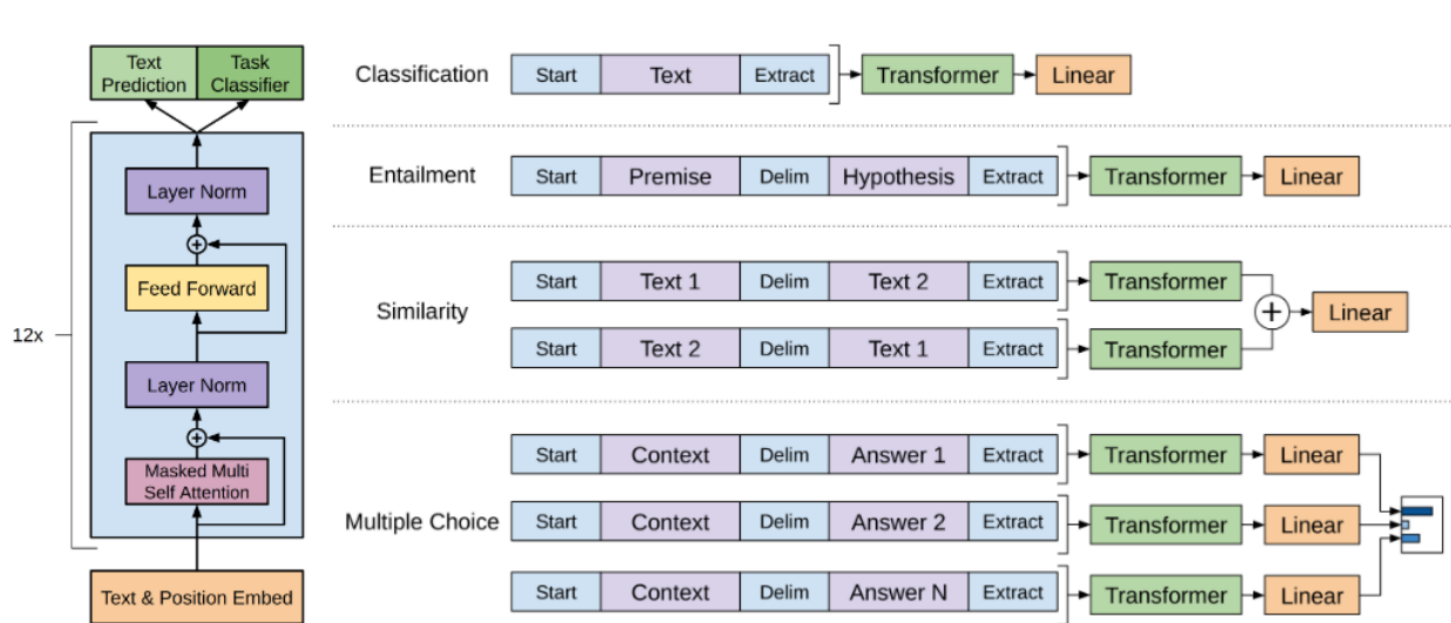 Text
Prediction
Task
Classifier
12x
Layer Norm
+
Feed Forward
Layer Norm
+
Masked Multi
Self Attention
Text & Position Embed
Classification
Start Text Extract Transformer Linear
Entailment
Start Premise Delim Hypothesis Extract Transformer Linear
Similarity
Start Text 1 Delim Text 2 Extract Transformer
+ Linear
Start Text 2 Delim Text 1 Extract Transformer
Multiple Choice
Start Context Delim Answer 1 Extract Transformer Linear
Start Context Delim Answer 2 Extract Transformer Linear
Start Context Delim Answer N Extract Transformer Linear